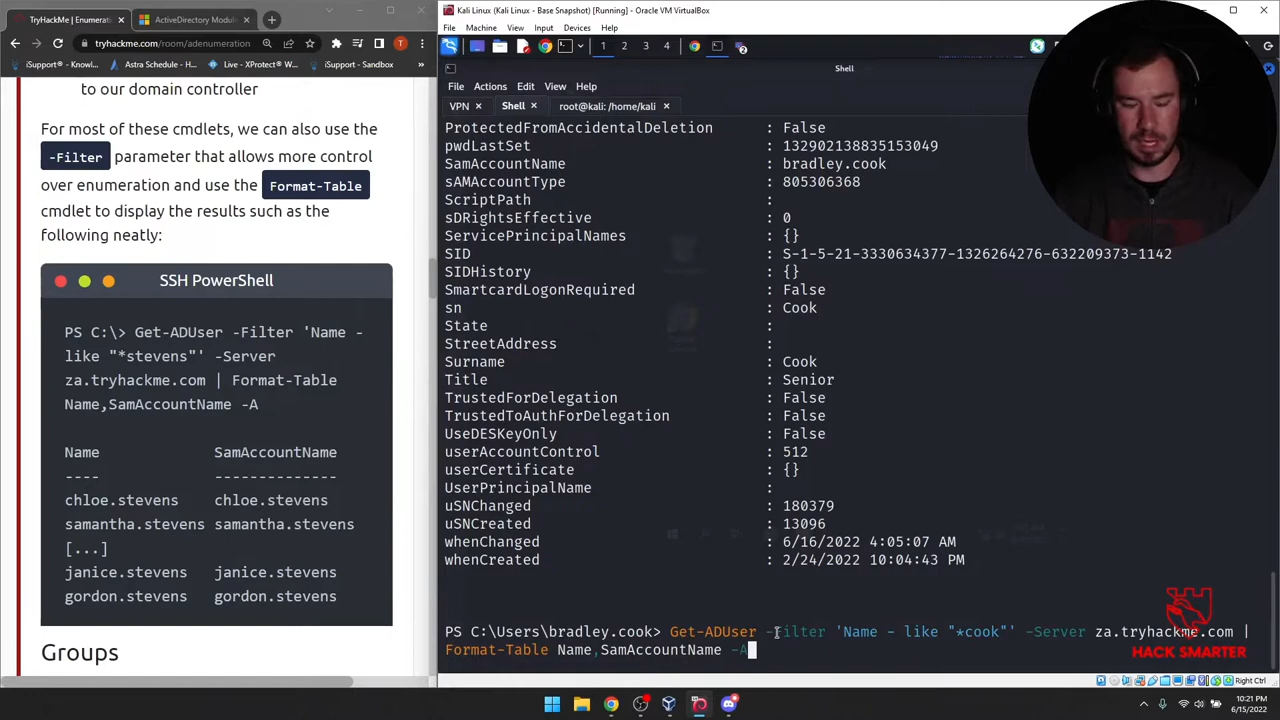 Kali Linux (Kali Linux - Base Snapshot) [Running] - Oracle VM VirtualBox
TryHackMe | Enumerati
ActiveDirectory Modul
File Machine View Input Devices Help
tryhackme.com/room/adenumeration
T
1 2 3 4
iSupport® - Knowl...
Astra Schedule - H...
Live - XProtect® W...
iSupport - Sandbox
Shell
File Actions Edit View Help
VPN
Shell
root@kali: /home/kali
to our domain controller
For most of these cmdlets, we can also use the
-Filter parameter that allows more control
over enumeration and use the Format-Table
cmdlet to display the results such as the
following neatly:
SSH PowerShell
PS C:\> Get-ADUser -Filter 'Name -
like "*stevens"' -Server
za.tryhackme.com | Format-Table
Name,SamAccountName -A
Name SamAccountName
---- --------------
chloe.stevens chloe.stevens
samantha.stevens samantha.stevens
[...]
janice.stevens janice.stevens
gordon.stevens gordon.stevens
Groups
ProtectedFromAccidentalDeletion : False
pwdLastSet : 132902138835153049
SamAccountName : bradley.cook
sAMAccountType : 805306368
ScriptPath :
sDRightsEffective : 0
ServicePrincipalNames : {}
SID : S-1-5-21-3330634377-1326264276-632209373-1142
SIDHistory : {}
SmartcardLogonRequired : False
sn : Cook
State :
StreetAddress :
Surname : Cook
Title : Senior
TrustedForDelegation : False
TrustedToAuthForDelegation : False
UseDESKeyOnly : False
userAccountControl : 512
userCertificate : {}
UserPrincipalName :
uSNChanged : 180379
uSNCreated : 13096
whenChanged : 6/16/2022 4:05:07 AM
whenCreated : 2/24/2022 10:04:43 PM
PS C:\Users\bradley.cook> Get-ADUser -Filter 'Name - like "*cook"' -Server za.tryhackme.com |
Format-Table Name,SamAccountName -A
HACK SMARTER
Right Ctrl
10:21 PM
6/15/2022